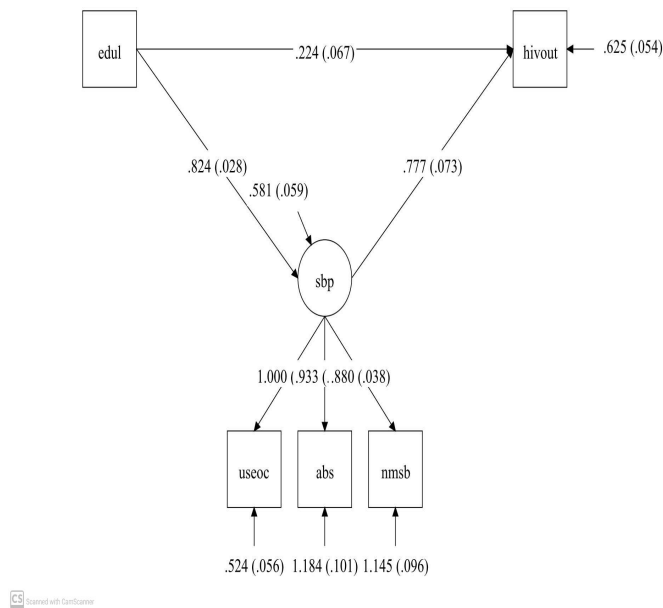 edul
hivout
.625 (.054)
.224 (.067)
.824 (.028)
.777 (.073)
.581 (.059)
sbp
1.000 (.933 (..880 (.038)
useoc
abs
nmsb
.524 (.056) 1.184 (.101) 1.145 (.096)
CS Scanned with CamScanner